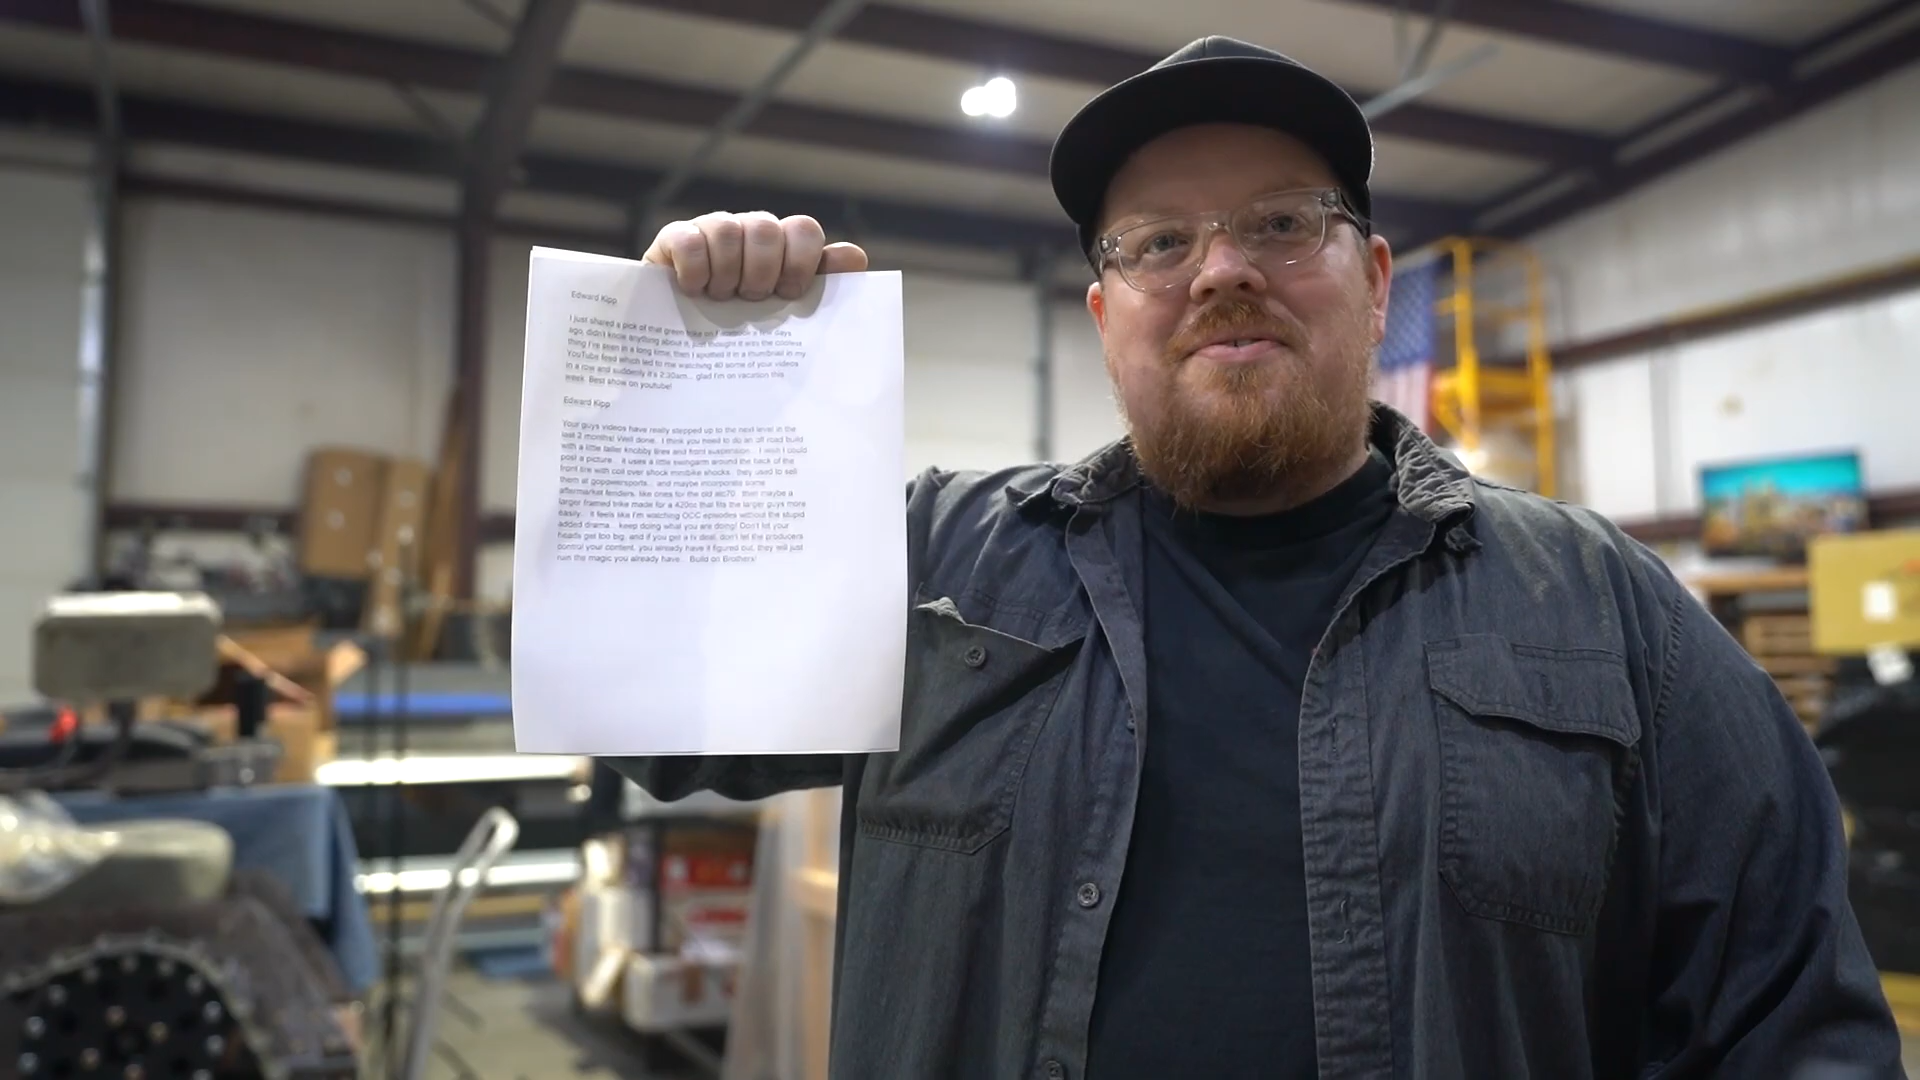 Edward Kipp
I just shared a pick of that green trike on Facebook a few days
ago, didn't know anything about it, just thought it was the coolest
thing I've seen in a long time, then I spotted it in a thumbnail in my
YouTube feed which led to me watching 40 some of your videos
in a row and suddenly it's 2:30am... glad I'm on vacation this
week. Best show on youtube!
Edward Kipp
Your guys videos have really stepped up to the next level in the
last 2 months! Well done.. I think you need to do an off road build
with a little taller knobby tires and front suspension... I wish I could
post a picture... it uses a little swingarm around the back of the
front tire with coil over shock minibike shocks.. they used to sell
them at gopowersports... and maybe incorporate some
aftermarket fenders, like ones for the old atc70.. then maybe a
larger framed trike made for a 420cc that fits the larger guys more
easily... it feels like I'm watching OCC episodes without the stupid
added drama... keep doing what you are doing! Don't let your
heads get too big, and if you get a tv deal, don't let the producers
control your content, you already have it figured out, they will just
ruin the magic you already have... Build on Brothers!